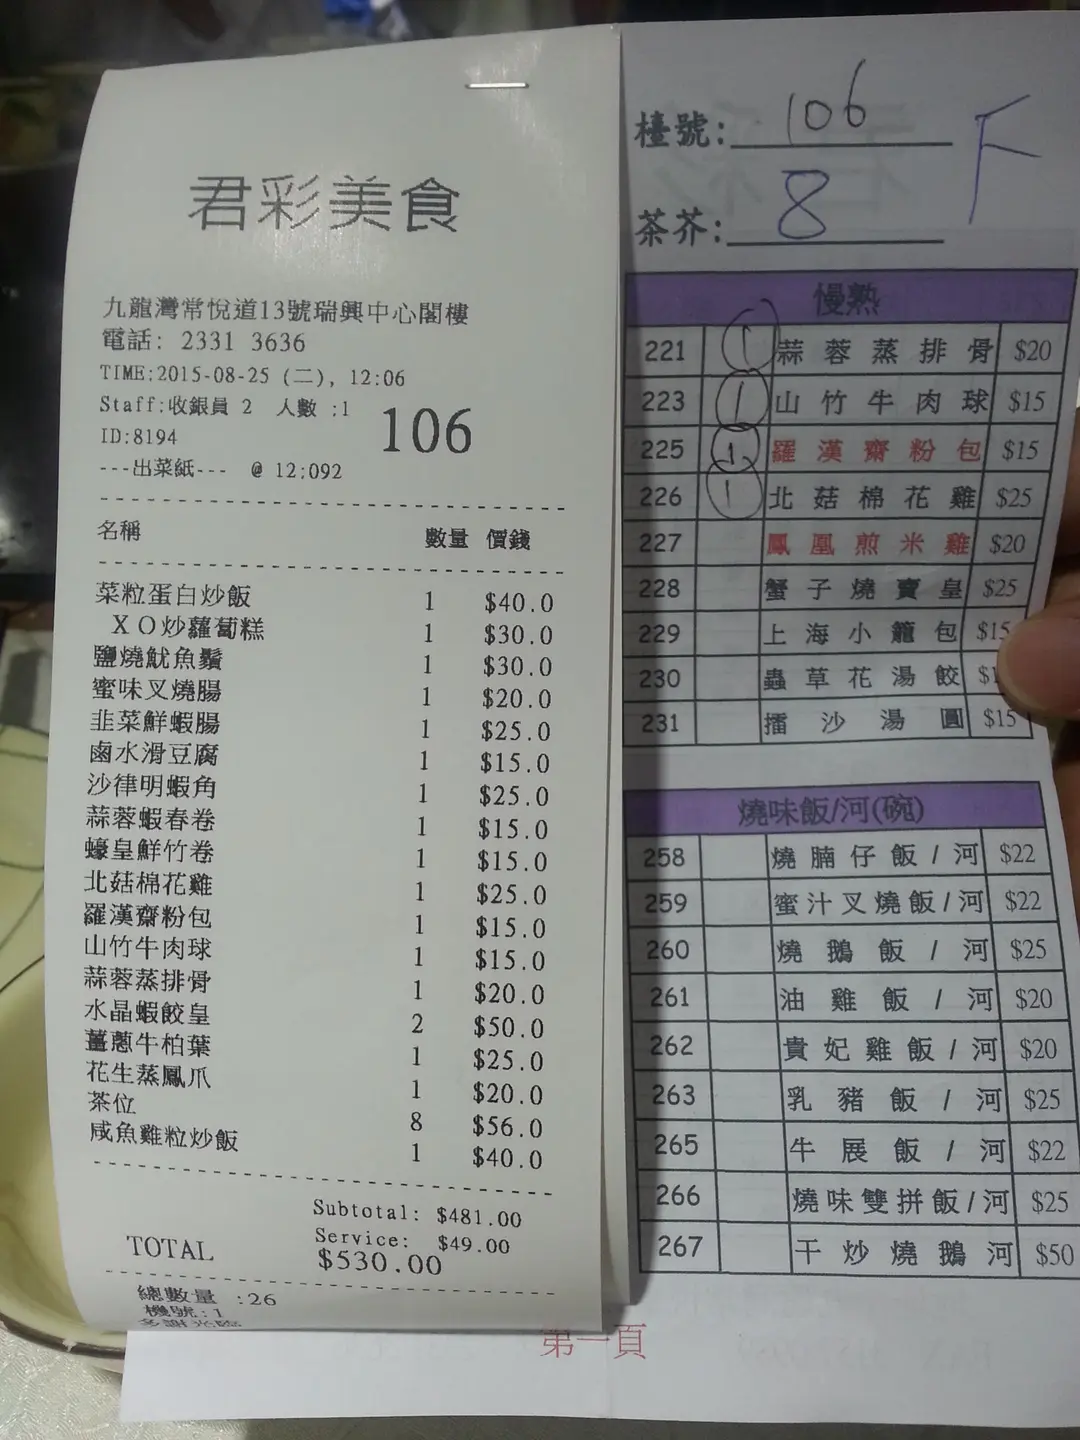 君彩美食
九龍灣常悅道13號瑞興中心閣樓
電話: 2331 3636
TIME:2015-08-25 (二), 12:06
Staff:收銀員 2 人數 :1
106
ID:8194
---出菜紙--- @ 12:092
名稱 數量 價錢
菜粒蛋白炒飯 1 $40.0
XO炒蘿蔔糕 1 $30.0
鹽燒魷魚鬚 1 $30.0
蜜味叉燒腸 1 $20.0
韭菜鮮蝦腸 1 $25.0
鹵水滑豆腐 1 $15.0
沙律明蝦角 1 $25.0
蒜蓉蝦春卷 1 $15.0
蠔皇鮮竹卷 1 $15.0
北菇棉花雞 1 $25.0
羅漢齋粉包 1 $15.0
山竹牛肉球 1 $15.0
蒜蓉蒸排骨 1 $20.0
水晶蝦餃皇 2 $50.0
薑蔥牛柏葉 1 $25.0
花生蒸鳳爪 1 $20.0
茶位 8 $56.0
咸魚雞粒炒飯 1 $40.0
Subtotal: $481.00
Service: $49.00
TOTAL $530.00
總數量 :26
機號:1
多謝光臨
檯號: 106 F
茶芥: 8
慢熟
221 1 蒜蓉蒸排骨 $20
223 1 山竹牛肉球 $15
225 1 羅漢齋粉包 $15
226 1 北菇棉花雞 $25
227 鳳凰煎米雞 $20
228 蟹子燒賣皇 $25
229 上海小籠包 $15
230 蟲草花湯餃
231 擂沙湯圓 $15
燒味飯/河(碗)
258 燒腩仔飯/河 $22
259 蜜汁叉燒飯/河 $22
260 燒鵝飯/河 $25
261 油雞飯/河 $20
262 貴妃雞飯/河 $20
263 乳豬飯/河 $25
265 牛展飯/河 $22
266 燒味雙拼飯/河 $25
267 干炒燒鵝河 $50
第一頁